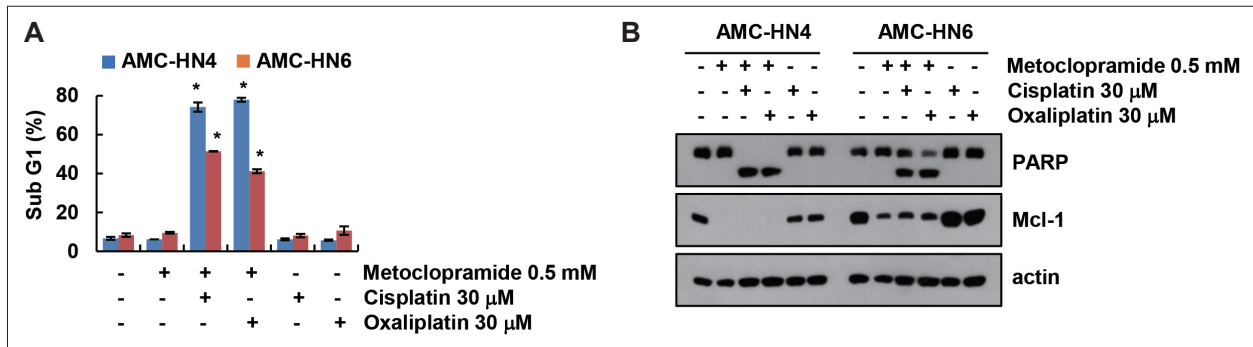 A
AMC-HN4 AMC-HN6
80
60
40
20
0
Sub G1 (%)
* * * *
- + + + - - Metoclopramide 0.5 mM
- - + - + - Cisplatin 30 μM
- - - + - + Oxaliplatin 30 μM
B
AMC-HN4 AMC-HN6
- + + + - - - + + + - - Metoclopramide 0.5 mM
- - + - + - - - + - + - Cisplatin 30 μM
- - - + - + - - - + - + Oxaliplatin 30 μM
PARP
Mcl-1
actin